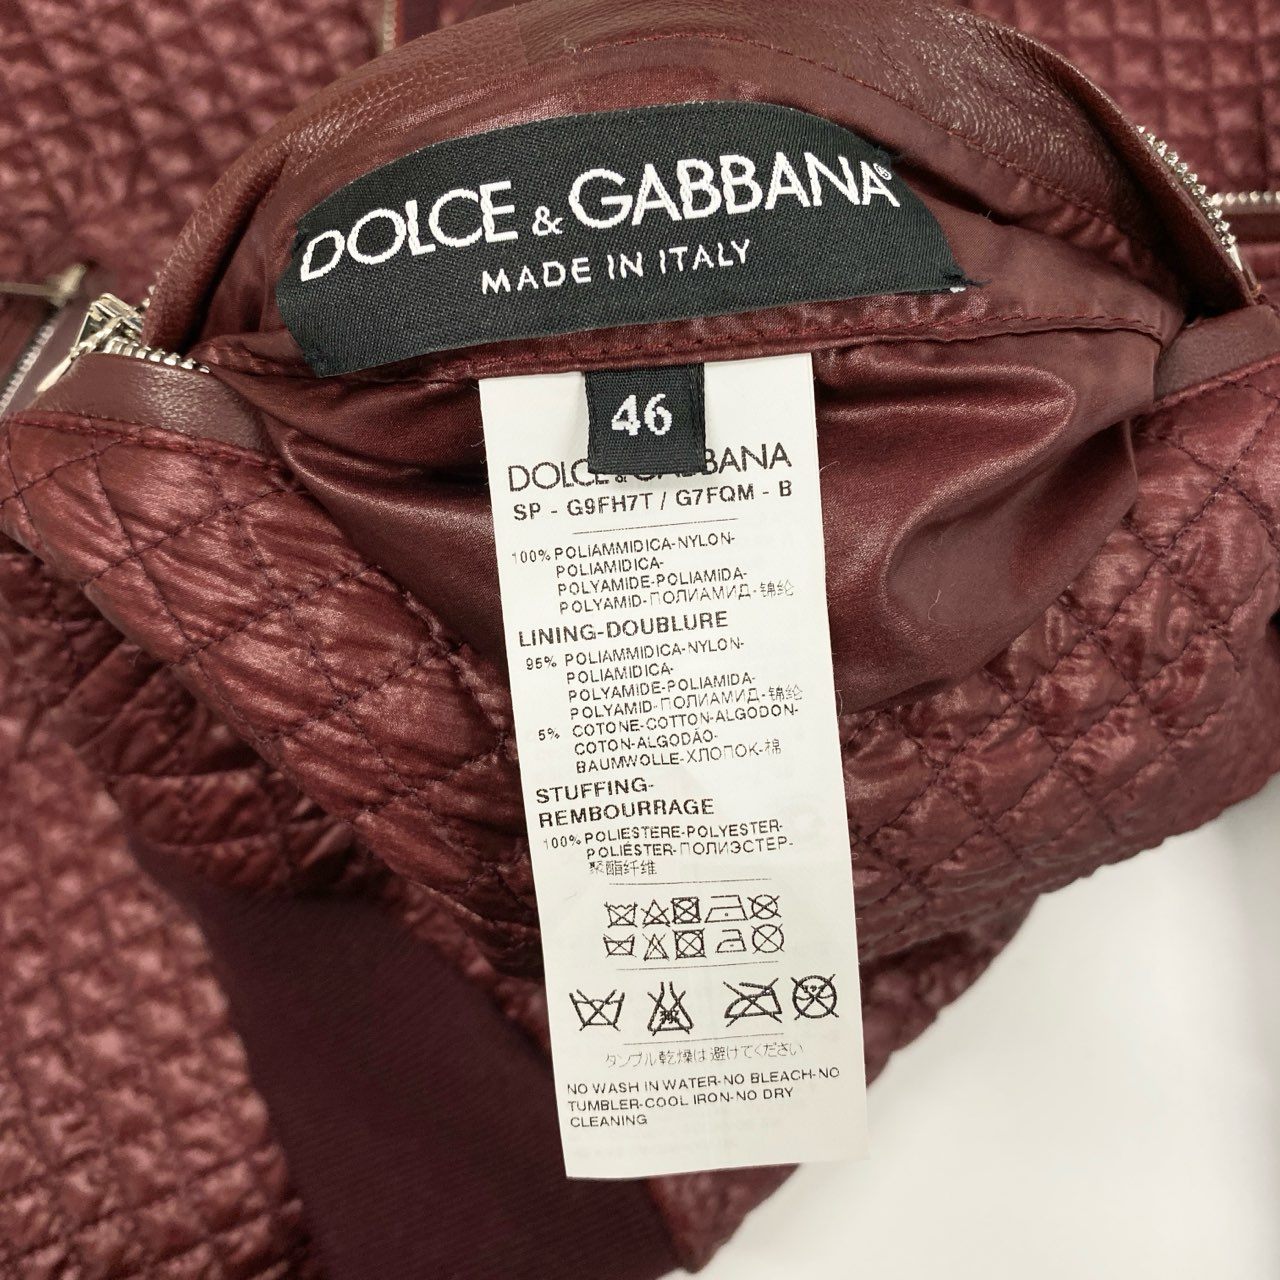 DOLCE & GABBANA®
MADE IN ITALY
46
DOLCE & GABBANA
SP - G9FH7T / G7FQM - B
100% POLIAMMIDICA-NYLON-
POLIAMIDICA-
POLYAMIDE-POLIAMIDA-
POLYAMID-ПОЛИАМИД-锦纶
LINING-DOUBLURE
95% POLIAMMIDICA-NYLON-
POLIAMIDICA-
POLYAMIDE-POLIAMIDA-
POLYAMID-ПОЛИАМИД-锦纶
5% COTONE-COTTON-ALGODON-
COTON-ALGODÃO-
BAUMWOLLE-ХЛОПОК-棉
STUFFING-
REMBOURRAGE
100% POLIESTERE-POLYESTER-
POLIÉSTER-ПОЛИЭСТЕР-
聚酯纤维
タンブル乾燥は避けてください
NO WASH IN WATER-NO BLEACH-NO
TUMBLER-COOL IRON-NO DRY
CLEANING